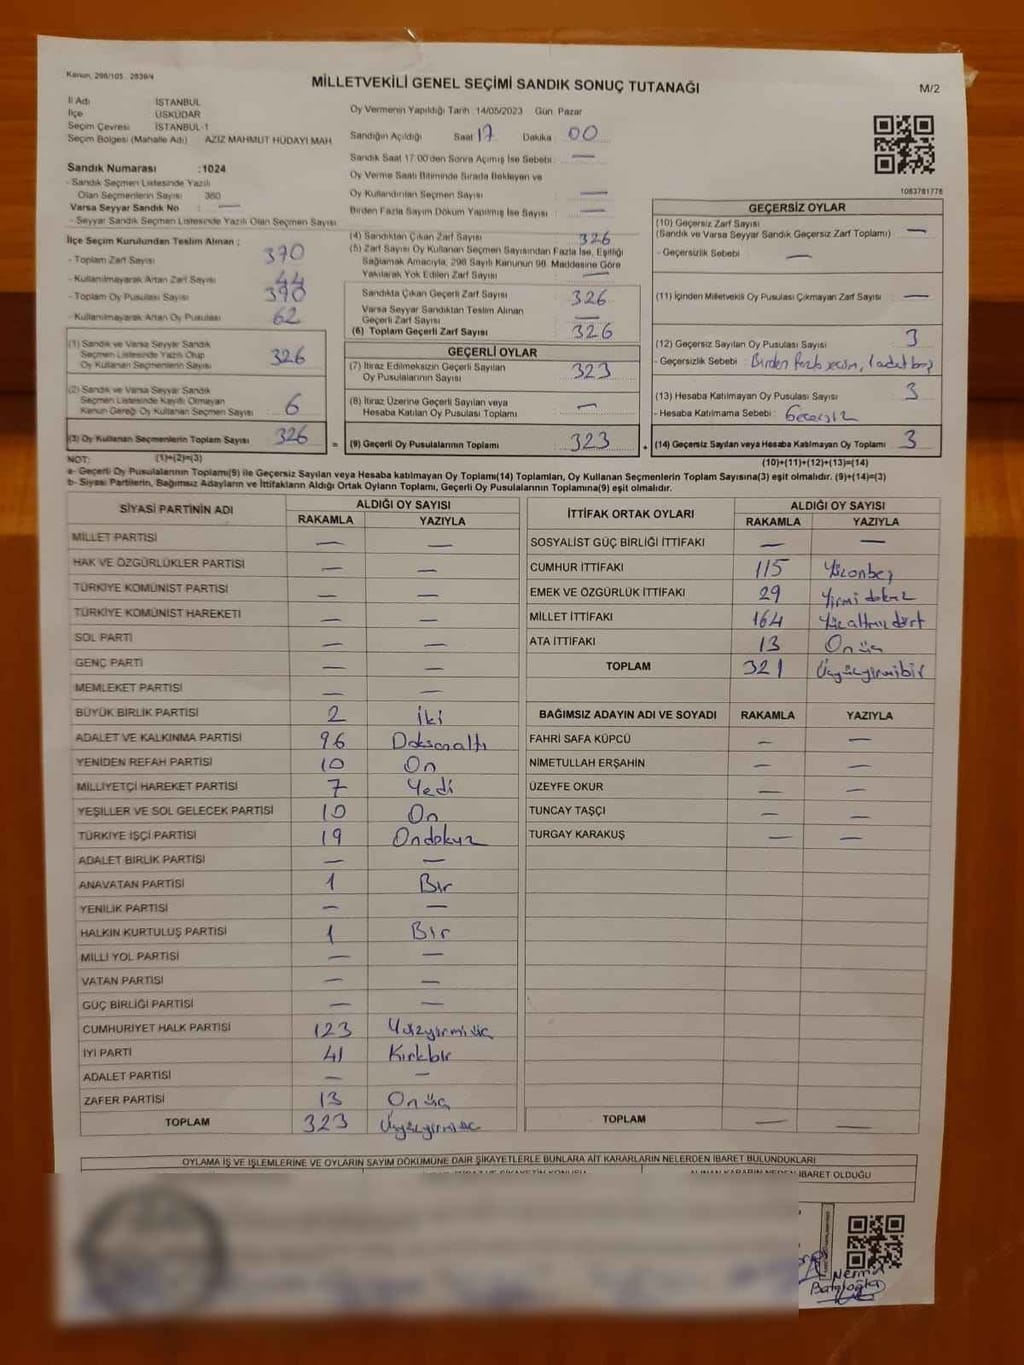 Kanun, 298/105 - 2839/4
MİLLETVEKİLİ GENEL SEÇİMİ SANDIK SONUÇ TUTANAĞI
M/2
İl Adı İSTANBUL
İlçe ÜSKÜDAR
Seçim Çevresi İSTANBUL-1
Seçim Bölgesi (Mahalle Adı) AZİZ MAHMUT HÜDAYİ MAH
Oy Vermenin Yapıldığı Tarih 14/05/2023 Gün Pazar
Sandığın Açıldığı Saat 17 Dakika 00
Sandık Saat 17:00'den Sonra Açılmış İse Sebebi : —
Oy Verme Saati Bitiminde Sırada Bekleyen ve
Oy Kullandırılan Seçmen Sayısı —
Birden Fazla Sayım Döküm Yapılmış İse Sayısı —
1083781778
Sandık Numarası :1024
- Sandık Seçmen Listesinde Yazılı
Olan Seçmenlerin Sayısı 360
Varsa Seyyar Sandık No —
- Seyyar Sandık Seçmen Listesinde Yazılı Olan Seçmen Sayısı
İlçe Seçim Kurulundan Teslim Alınan :
- Toplam Zarf Sayısı 370
- Kullanılmayarak Artan Zarf Sayısı 44
- Toplam Oy Pusulası Sayısı 390
- Kullanılmayarak Artan Oy Pusulası 62
(1) Sandık ve Varsa Seyyar Sandık
Seçmen Listesinde Yazılı Olup
Oy Kullanan Seçmenlerin Sayısı 326
(2) Sandık ve Varsa Seyyar Sandık
Seçmen Listesinde Kayıtlı Olmayan
Kanun Gereği Oy Kullanan Seçmen Sayısı 6
(3) Oy Kullanan Seçmenlerin Toplam Sayısı 326
(1)+(2)=(3)
(4) Sandıktan Çıkan Zarf Sayısı 326
(5) Zarf Sayısı Oy Kullanan Seçmen Sayısından Fazla İse, Eşitliği
Sağlamak Amacıyla, 298 Sayılı Kanunun 98. Maddesine Göre
Yakılarak Yok Edilen Zarf Sayısı —
Sandıkta Çıkan Geçerli Zarf Sayısı 326
Varsa Seyyar Sandıktan Teslim Alınan
Geçerli Zarf Sayısı —
(6) Toplam Geçerli Zarf Sayısı 326
GEÇERLİ OYLAR
(7) İtiraz Edilmeksizin Geçerli Sayılan
Oy Pusulalarının Sayısı 323
(8) İtiraz Üzerine Geçerli Sayılan veya
Hesaba Katılan Oy Pusulası Toplamı —
= (9) Geçerli Oy Pusulalarının Toplamı 323
GEÇERSİZ OYLAR
(10) Geçersiz Zarf Sayısı
(Sandık ve Varsa Seyyar Sandık Geçersiz Zarf Toplamı) —
- Geçersizlik Sebebi : —
(11) İçinden Milletvekili Oy Pusulası Çıkmayan Zarf Sayısı —
(12) Geçersiz Sayılan Oy Pusulası Sayısı 3
- Geçersizlik Sebebi : Birden fazla seçim, 1 adet boş
(13) Hesaba Katılmayan Oy Pusulası Sayısı 3
- Hesaba Katılmama Sebebi : Geçersiz
+ (14) Geçersiz Sayılan veya Hesaba Katılmayan Oy Toplamı 3
(10)+(11)+(12)+(13)=(14)
NOT:
a- Geçerli Oy Pusulalarının Toplamı(9) ile Geçersiz Sayılan veya Hesaba katılmayan Oy Toplamı(14) Toplamları, Oy Kullanan Seçmenlerin Toplam Sayısına(3) eşit olmalıdır. (9)+(14)=(3)
b- Siyasi Partilerin, Bağımsız Adayların ve İttifakların Aldığı Ortak Oyların Toplamı, Geçerli Oy Pusulalarının Toplamına(9) eşit olmalıdır.
SİYASİ PARTİNİN ADI ALDIĞI OY SAYISI
RAKAMLA YAZIYLA
MİLLET PARTİSİ — —
HAK VE ÖZGÜRLÜKLER PARTİSİ — —
TÜRKİYE KOMÜNİST PARTİSİ — —
TÜRKİYE KOMÜNİST HAREKETİ — —
SOL PARTİ — —
GENÇ PARTİ — —
MEMLEKET PARTİSİ — —
BÜYÜK BİRLİK PARTİSİ 2 İki
ADALET VE KALKINMA PARTİSİ 96 Doksanaltı
YENİDEN REFAH PARTİSİ 10 On
MİLLİYETÇİ HAREKET PARTİSİ 7 Yedi
YEŞİLLER VE SOL GELECEK PARTİSİ 10 On
TÜRKİYE İŞÇİ PARTİSİ 19 Ondokuz
ADALET BİRLİK PARTİSİ — —
ANAVATAN PARTİSİ 1 Bir
YENİLİK PARTİSİ — —
HALKIN KURTULUŞ PARTİSİ 1 Bir
MİLLİ YOL PARTİSİ — —
VATAN PARTİSİ — —
GÜÇ BİRLİĞİ PARTİSİ — —
CUMHURİYET HALK PARTİSİ 123 Yüzyirmiüç
İYİ PARTİ 41 Kırkbir
ADALET PARTİSİ — —
ZAFER PARTİSİ 13 Onüç
TOPLAM 323 Üçyüzyirmiüç
İTTİFAK ORTAK OYLARI ALDIĞI OY SAYISI
RAKAMLA YAZIYLA
SOSYALİST GÜÇ BİRLİĞİ İTTİFAKI — —
CUMHUR İTTİFAKI 115 Yüzonbeş
EMEK VE ÖZGÜRLÜK İTTİFAKI 29 Yirmi dokuz
MİLLET İTTİFAKI 164 Yüzaltmışdört
ATA İTTİFAKI 13 Onüç
TOPLAM 321 Üçyüzyirmibir
BAĞIMSIZ ADAYIN ADI VE SOYADI RAKAMLA YAZIYLA
FAHRİ SAFA KÜPCÜ — —
NİMETULLAH ERŞAHİN — —
ÜZEYFE OKUR — —
TUNCAY TAŞÇI — —
TURGAY KARAKUŞ — —
TOPLAM — —
OYLAMA İŞ VE İŞLEMLERİNE VE OYLARIN SAYIM DÖKÜMÜNE DAİR ŞİKAYETLERLE BUNLARA AİT KARARLARIN NELERDEN İBARET BULUNDUKLARI
ALINAN KARARIN NEDEN İBARET OLDUĞU